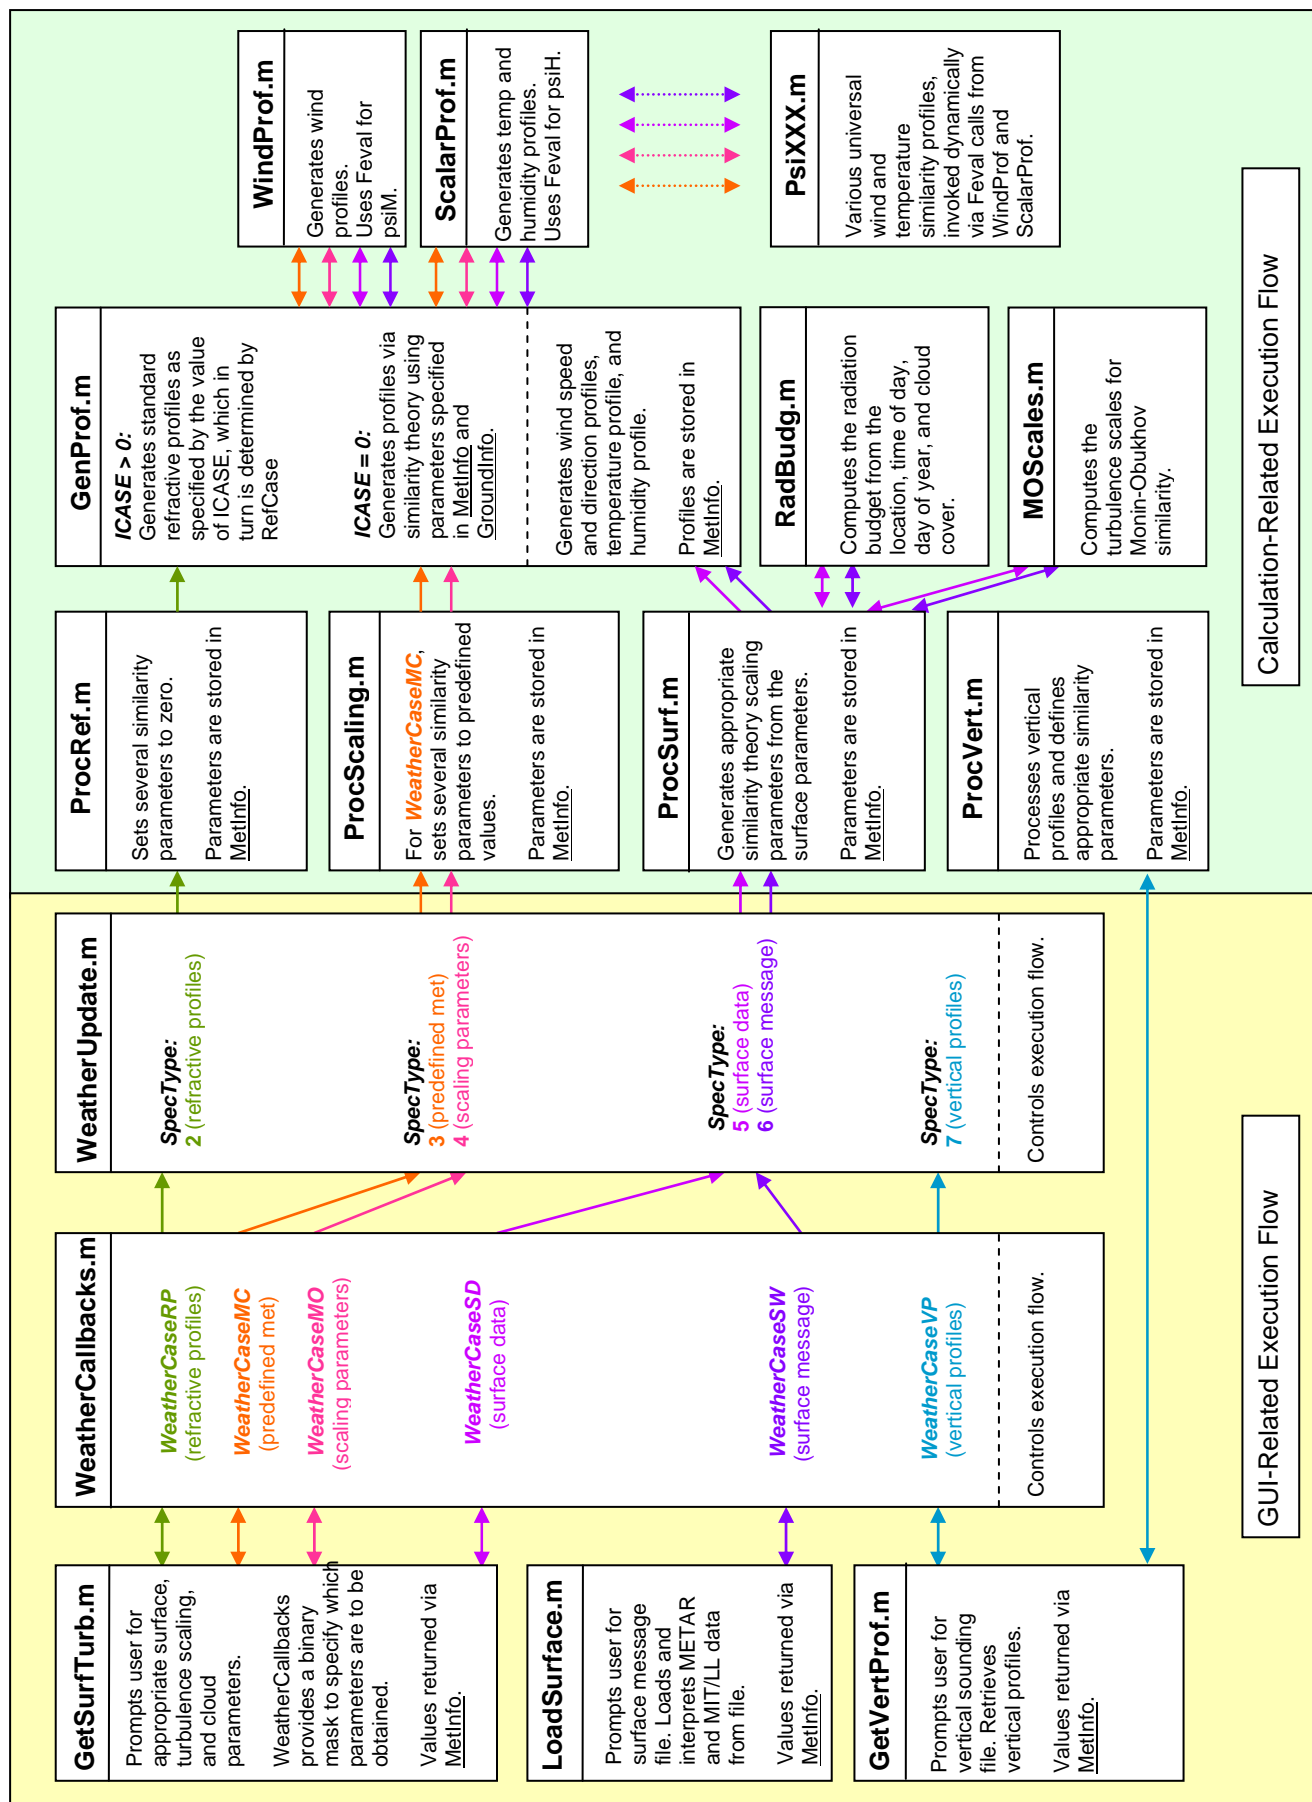 GetSurfTurb.m
Prompts user for
appropriate surface,
turbulence scaling,
and cloud
parameters.
WeatherCallbacks
provides a binary
mask to specify which
parameters are to be
obtained.
Values returned via
MetInfo.
LoadSurface.m
Prompts user for
surface message
file. Loads and
interprets METAR
and MIT/LL data
from file.
Values returned via
MetInfo.
GetVertProf.m
Prompts user for
vertical sounding
file. Retrieves
vertical profiles.
Values returned via
MetInfo.
WeatherCallbacks.m
WeatherCaseRP
(refractive profiles)
WeatherCaseMC
(predefined met)
WeatherCaseMO
(scaling parameters)
WeatherCaseSD
(surface data)
WeatherCaseSW
(surface message)
WeatherCaseVP
(vertical profiles)
Controls execution flow.
WeatherUpdate.m
SpecType:
2 (refractive profiles)
SpecType:
3 (predefined met)
4 (scaling parameters)
SpecType:
5 (surface data)
6 (surface message)
SpecType:
7 (vertical profiles)
Controls execution flow.
GUI-Related Execution Flow
ProcRef.m
Sets several similarity
parameters to zero.
Parameters are stored in
MetInfo.
ProcScaling.m
For WeatherCaseMC,
sets several similarity
parameters to predefined
values.
Parameters are stored in
MetInfo.
ProcSurf.m
Generates appropriate
similarity theory scaling
parameters from the
surface parameters.
Parameters are stored in
MetInfo.
ProcVert.m
Processes vertical
profiles and defines
appropriate similarity
parameters.
Parameters are stored in
MetInfo.
GenProf.m
ICASE > 0:
Generates standard
refractive profiles as
specified by the value
of ICASE, which in
turn is determined by
RefCase
ICASE = 0:
Generates profiles via
similarity theory using
parameters specified
in MetInfo and
GroundInfo.
Generates wind speed
and direction profiles,
temperature profile, and
humidity profile.
Profiles are stored in
MetInfo.
RadBudg.m
Computes the radiation
budget from the
location, time of day,
day of year, and cloud
cover.
MOScales.m
Computes the
turbulence scales for
Monin-Obukhov
similarity.
WindProf.m
Generates wind
profiles.
Uses Feval for
psiM.
ScalarProf.m
Generates temp and
humidity profiles.
Uses Feval for psiH.
PsiXXX.m
Various universal
wind and
temperature
similarity profiles,
invoked dynamically
via Feval calls from
WindProf and
ScalarProf.
Calculation-Related Execution Flow